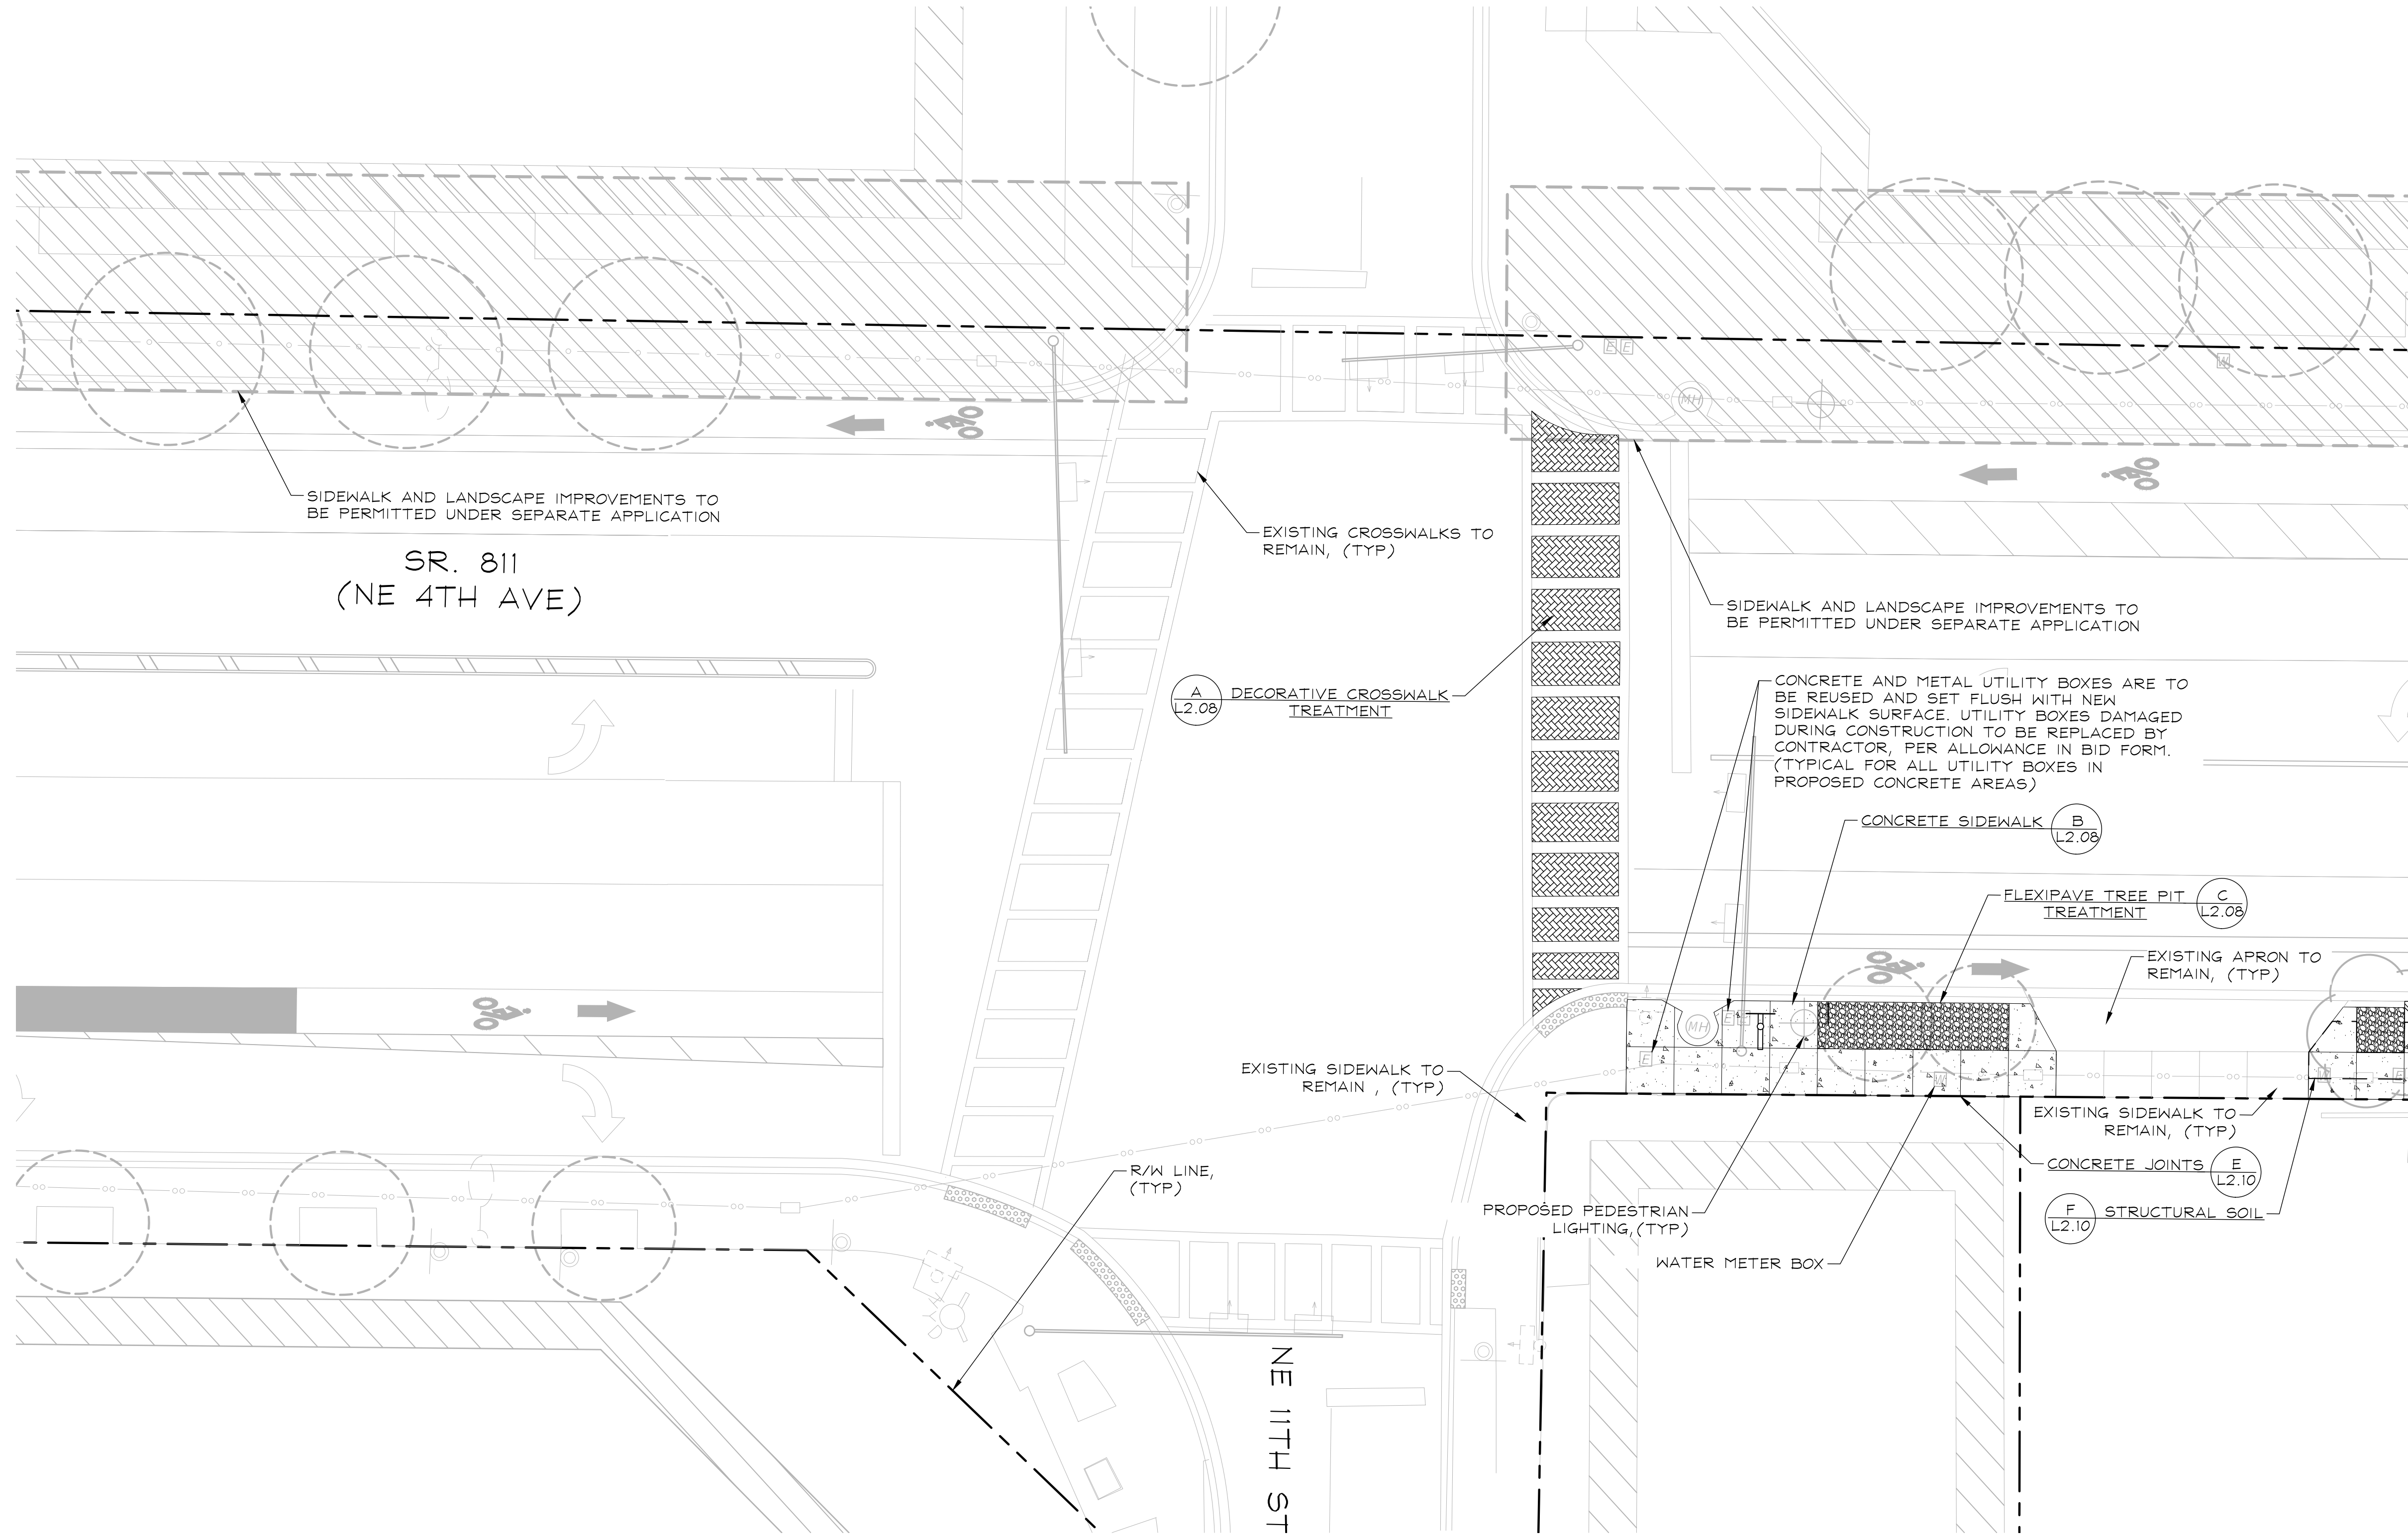 SIDEWALK AND LANDSCAPE IMPROVEMENTS TO
BE PERMITTED UNDER SEPARATE APPLICATION
SR. 811
(NE 4TH AVE)
EXISTING CROSSWALKS TO
REMAIN, (TYP)
E E
W
MH
SIDEWALK AND LANDSCAPE IMPROVEMENTS TO
BE PERMITTED UNDER SEPARATE APPLICATION
A
L2.08
DECORATIVE CROSSWALK
TREATMENT
CONCRETE AND METAL UTILITY BOXES ARE TO
BE REUSED AND SET FLUSH WITH NEW
SIDEWALK SURFACE. UTILITY BOXES DAMAGED
DURING CONSTRUCTION TO BE REPLACED BY
CONTRACTOR, PER ALLOWANCE IN BID FORM.
(TYPICAL FOR ALL UTILITY BOXES IN
PROPOSED CONCRETE AREAS)
CONCRETE SIDEWALK
B
L2.08
FLEXIPAVE TREE PIT
TREATMENT
C
L2.08
EXISTING APRON TO
REMAIN, (TYP)
MH
E
E
EXISTING SIDEWALK TO
REMAIN , (TYP)
R/W LINE,
(TYP)
EXISTING SIDEWALK TO
REMAIN, (TYP)
CONCRETE JOINTS
E
L2.10
F
L2.10
STRUCTURAL SOIL
PROPOSED PEDESTRIAN
LIGHTING,(TYP)
WATER METER BOX
NE 11TH ST